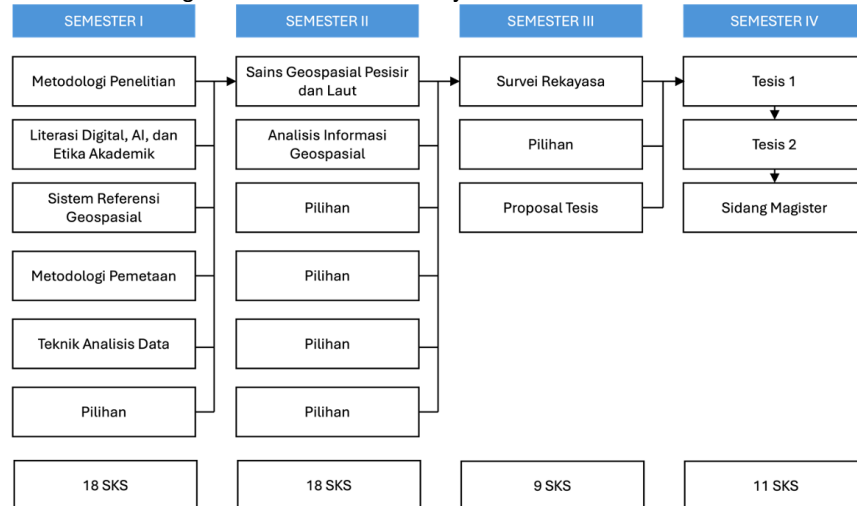 SEMESTER I
SEMESTER II
SEMESTER III
SEMESTER IV
Metodologi Penelitian
Sains Geospasial Pesisir
dan Laut
Survei Rekayasa
Tesis 1
Literasi Digital, AI, dan
Etika Akademik
Analisis Informasi
Geospasial
Pilihan
Tesis 2
Sistem Referensi
Geospasial
Pilihan
Proposal Tesis
Sidang Magister
Metodologi Pemetaan
Pilihan
Teknik Analisis Data
Pilihan
Pilihan
Pilihan
18 SKS
18 SKS
9 SKS
11 SKS